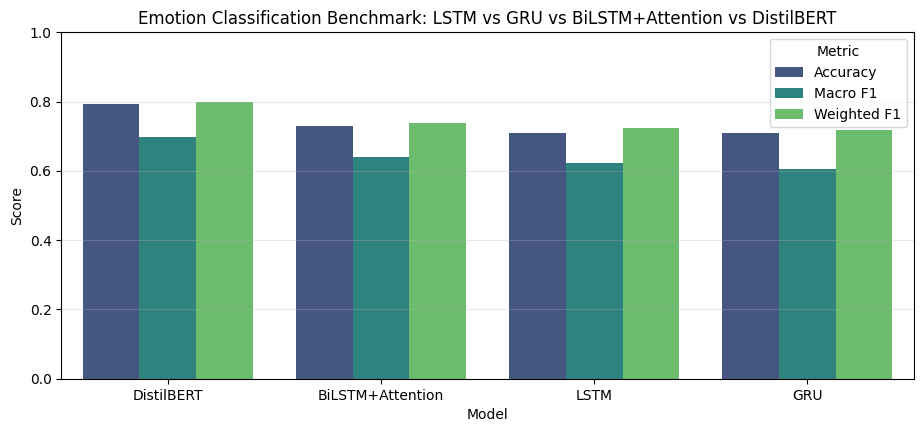 Emotion Classification Benchmark: LSTM vs GRU vs BiLSTM+Attention vs DistilBERT
Metric
Accuracy
Macro F1
Weighted F1
Score
1.0
0.8
0.6
0.4
0.2
0.0
DistilBERT
BiLSTM+Attention
LSTM
GRU
Model